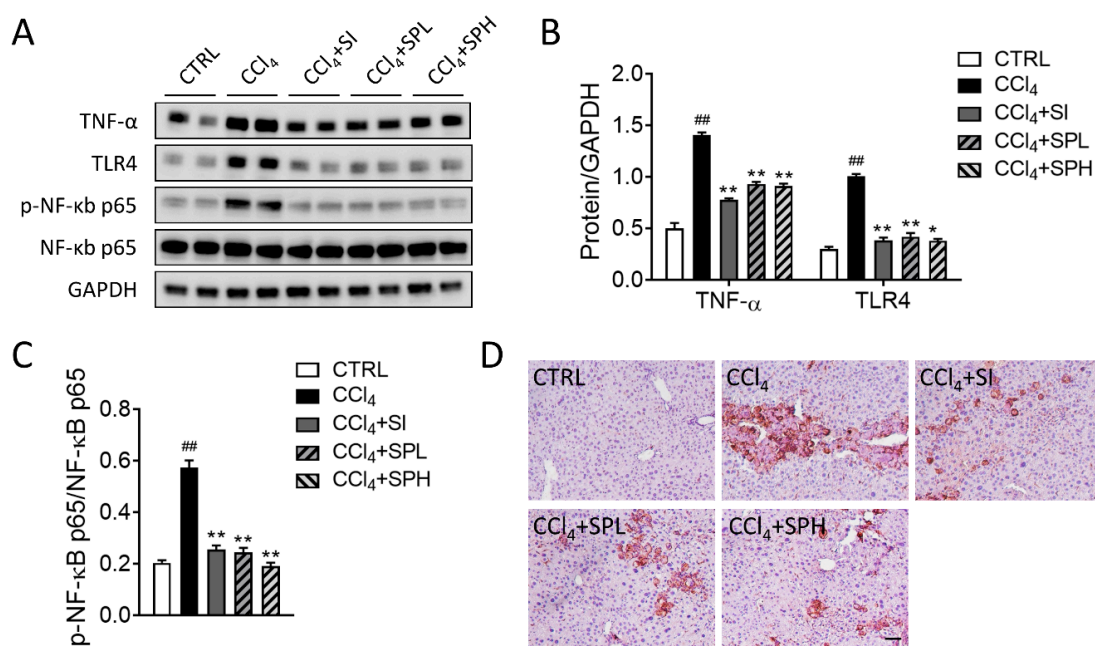 A
CTRL
CCl₄
CCl₄+SI
CCl₄+SPL
CCl₄+SPH
TNF-α
TLR4
p-NF-κb p65
NF-κb p65
GAPDH
B
Protein/GAPDH
2.0
1.5
1.0
0.5
0.0
##
**
**
**
##
**
**
*
TNF-α
TLR4
CTRL
CCl₄
CCl₄+SI
CCl₄+SPL
CCl₄+SPH
C
p-NF-κB p65/NF-κB p65
0.8
0.6
0.4
0.2
0.0
##
**
**
**
CTRL
CCl₄
CCl₄+SI
CCl₄+SPL
CCl₄+SPH
D
CTRL
CCl₄
CCl₄+SI
CCl₄+SPL
CCl₄+SPH